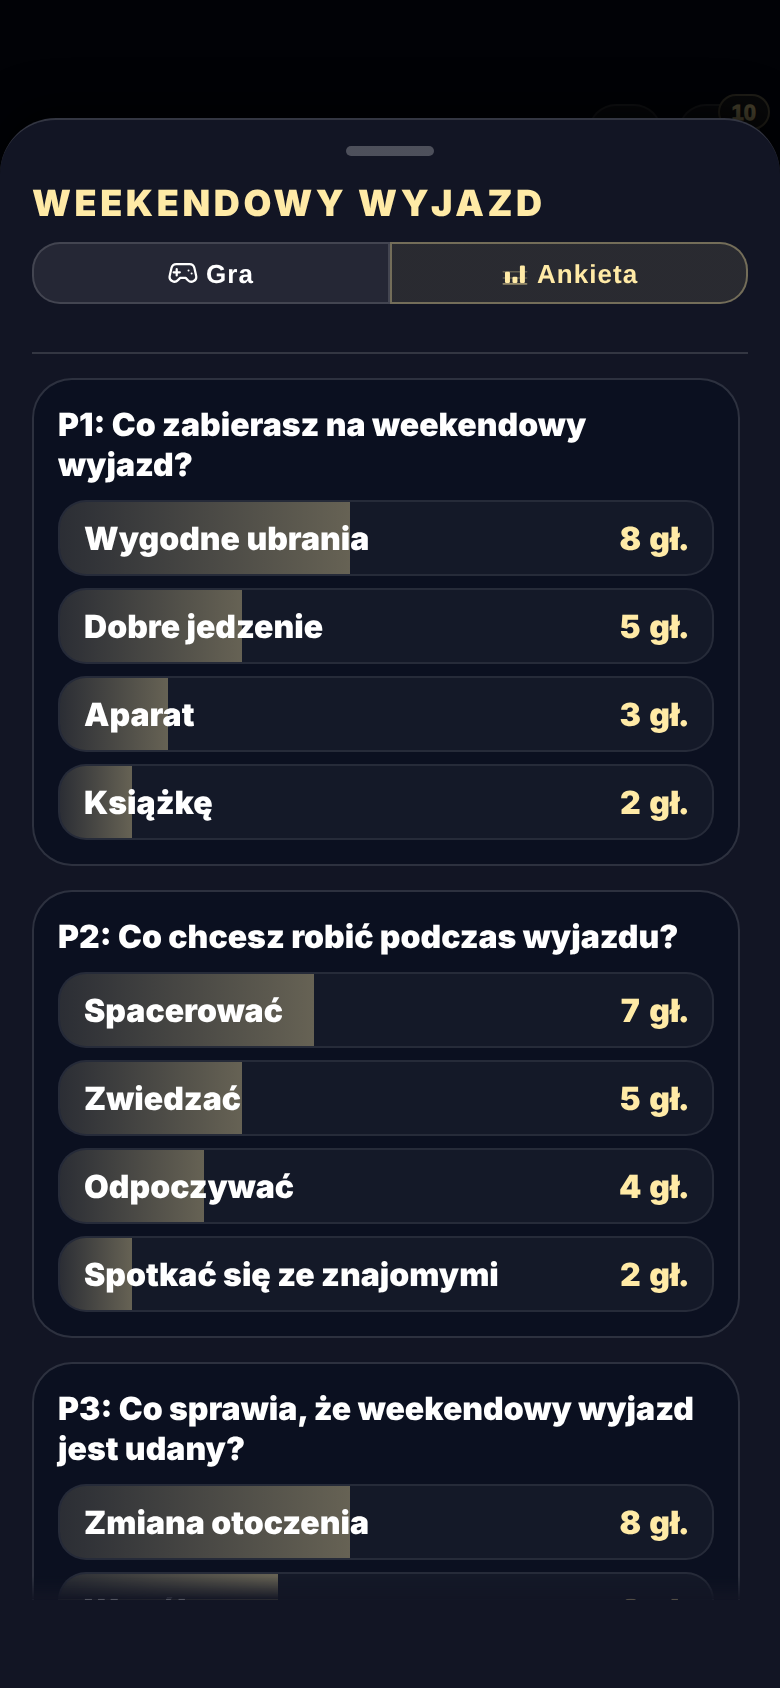 10
WEEKENDOWY WYJAZD
Gra
Ankieta
P1: Co zabierasz na weekendowy
wyjazd?
Wygodne ubrania 8 gł.
Dobre jedzenie 5 gł.
Aparat 3 gł.
Książkę 2 gł.
P2: Co chcesz robić podczas wyjazdu?
Spacerować 7 gł.
Zwiedzać 5 gł.
Odpoczywać 4 gł.
Spotkać się ze znajomymi 2 gł.
P3: Co sprawia, że weekendowy wyjazd
jest udany?
Zmiana otoczenia 8 gł.